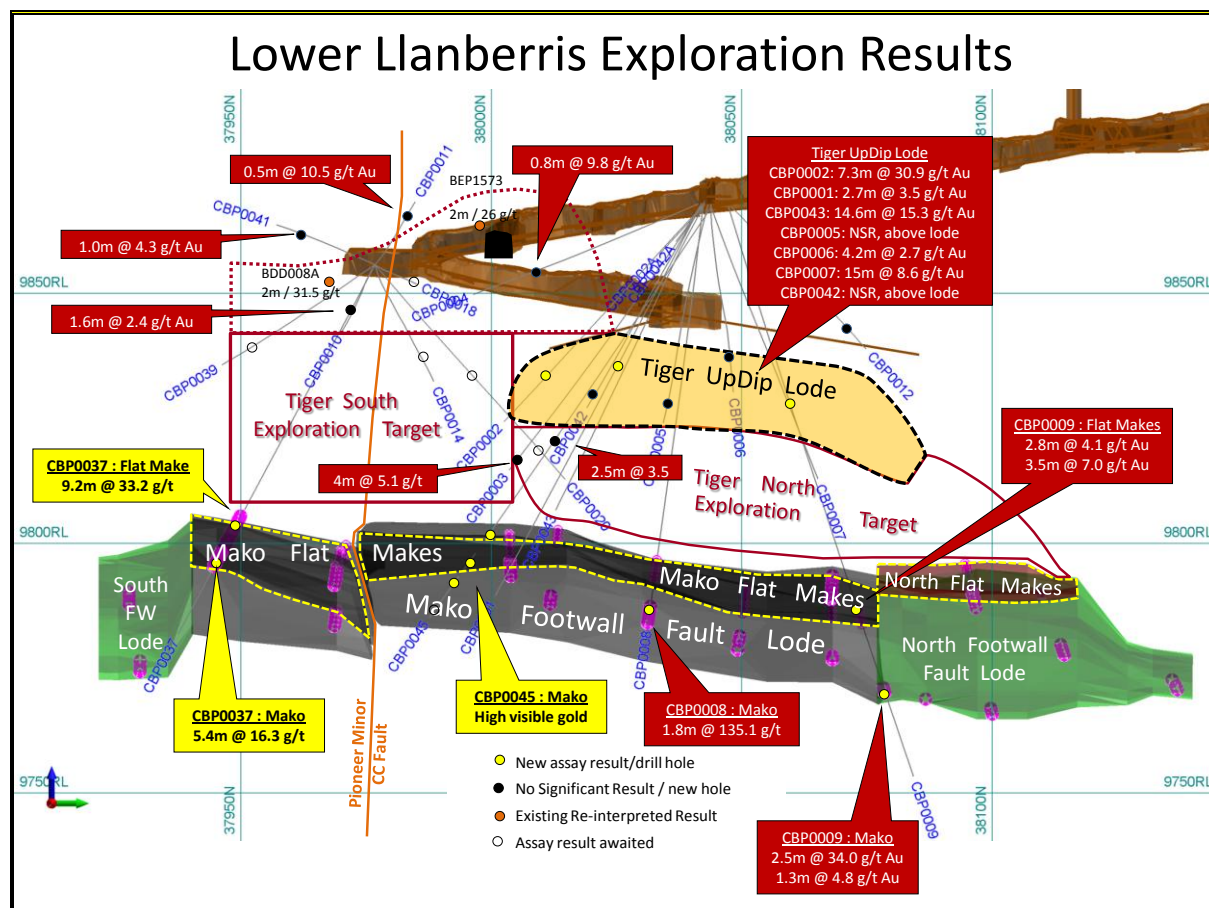 Lower Llanberris Exploration Results
37950N
38000N
38050N
38100N
0.5m @ 10.5 g/t Au
CBP0011
BEP1573
2m / 26 g/t
0.8m @ 9.8 g/t Au
Tiger UpDip Lode
CBP0002: 7.3m @ 30.9 g/t Au
CBP0001: 2.7m @ 3.5 g/t Au
CBP0043: 14.6m @ 15.3 g/t Au
CBP0005: NSR, above lode
CBP0006: 4.2m @ 2.7 g/t Au
CBP0007: 15m @ 8.6 g/t Au
CBP0042: NSR, above lode
CBP0041
1.0m @ 4.3 g/t Au
BDD008A
2m / 31.5 g/t
9850RL
9850RL
CBP0018
1.6m @ 2.4 g/t Au
CBP0042A
CBP0039
CBP0010
CBP0014
CBP0012
Tiger UpDip Lode
Tiger South
Exploration Target
CBP0002
CBP0042
CBP0005
CBP0006
CBP0037 : Flat Make
9.2m @ 33.2 g/t
4m @ 5.1 g/t
2.5m @ 3.5
CBP0009: Flat Makes
2.8m @ 4.1 g/t Au
3.5m @ 7.0 g/t Au
Tiger North
Exploration Target
CBP0003
CBP0020
CBP0043
CBP0007
9800RL
9800RL
Mako Flat Makes
Mako Flat Makes
North Flat Makes
South
FW
Lode
Mako Footwall Fault Lode
North Footwall
Fault Lode
CBP0037
CBP0045
CBP0008
CBP0037 : Mako
5.4m @ 16.3 g/t
CBP0045 : Mako
High visible gold
CBP0008 : Mako
1.8m @ 135.1 g/t
Pioneer Minor
CC Fault
New assay result/drill hole
No Significant Result / new hole
Existing Re-interpreted Result
Assay result awaited
9750RL
9750RL
37950N
38000N
38050N
38100N
CBP0009
CBP0009 : Mako
2.5m @ 34.0 g/t Au
1.3m @ 4.8 g/t Au